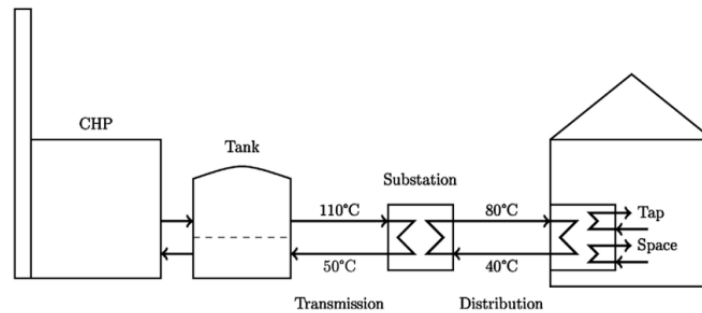 CHP
Tank
Substation
110°C
80°C
Tap
Space
50°C
40°C
Transmission
Distribution